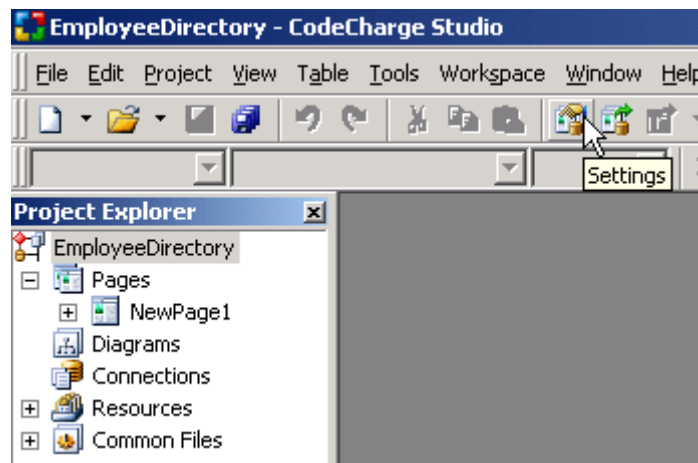 EmployeeDirectory - CodeCharge Studio
File Edit Project View Table Tools Workspace Window Help
Settings
Project Explorer
EmployeeDirectory
Pages
NewPage1
Diagrams
Connections
Resources
Common Files